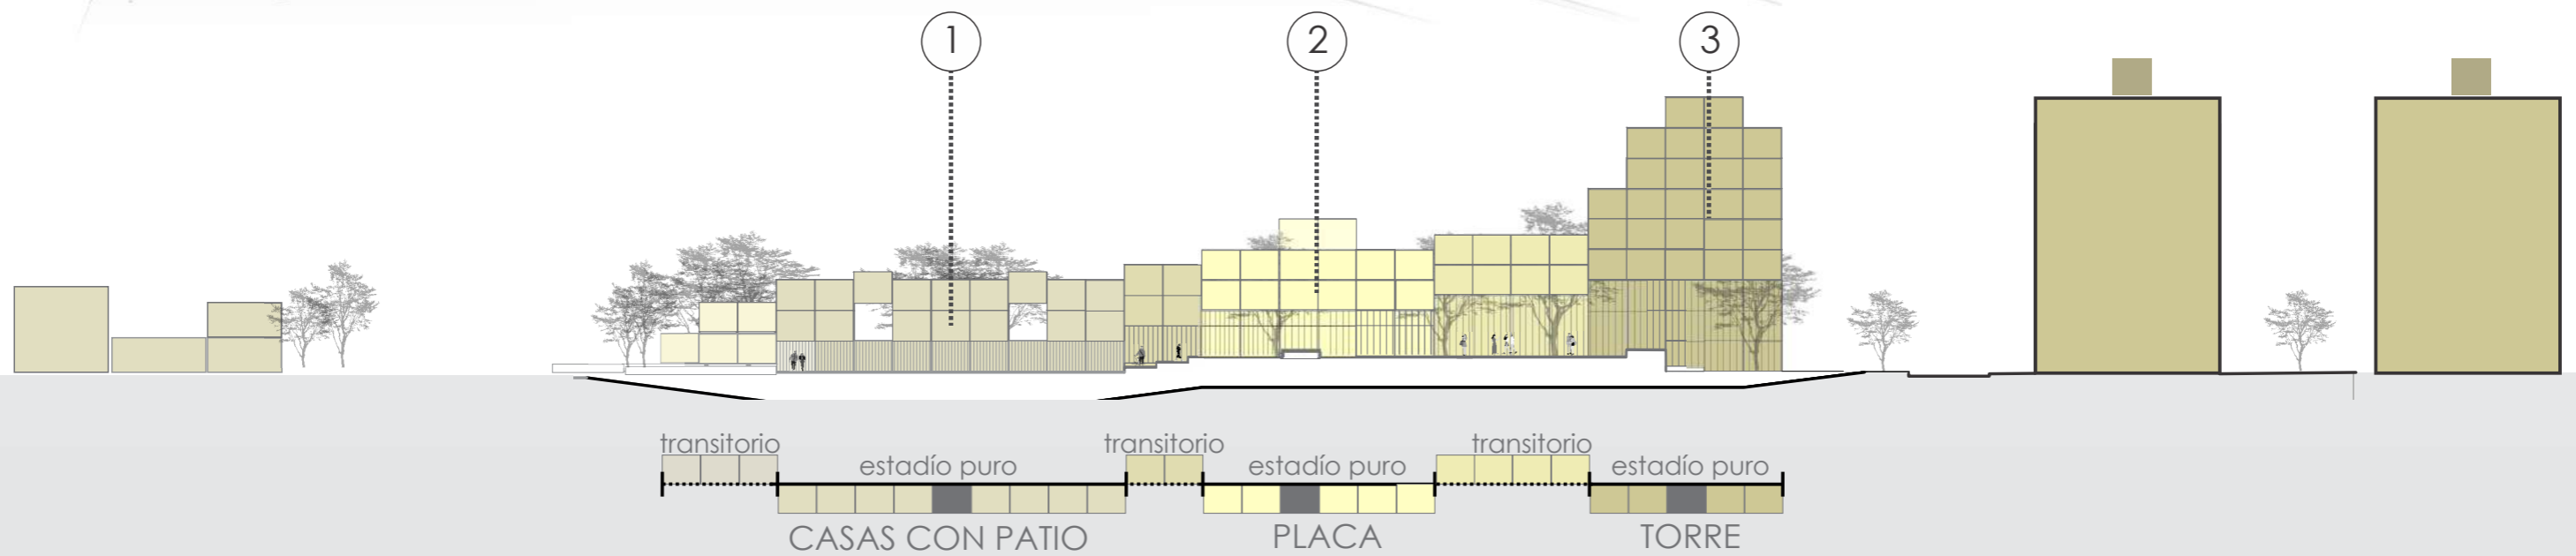 1
2
3
transitorio
transitorio
transitorio
estadío puro
estadío puro
estadío puro
CASAS CON PATIO
PLACA
TORRE